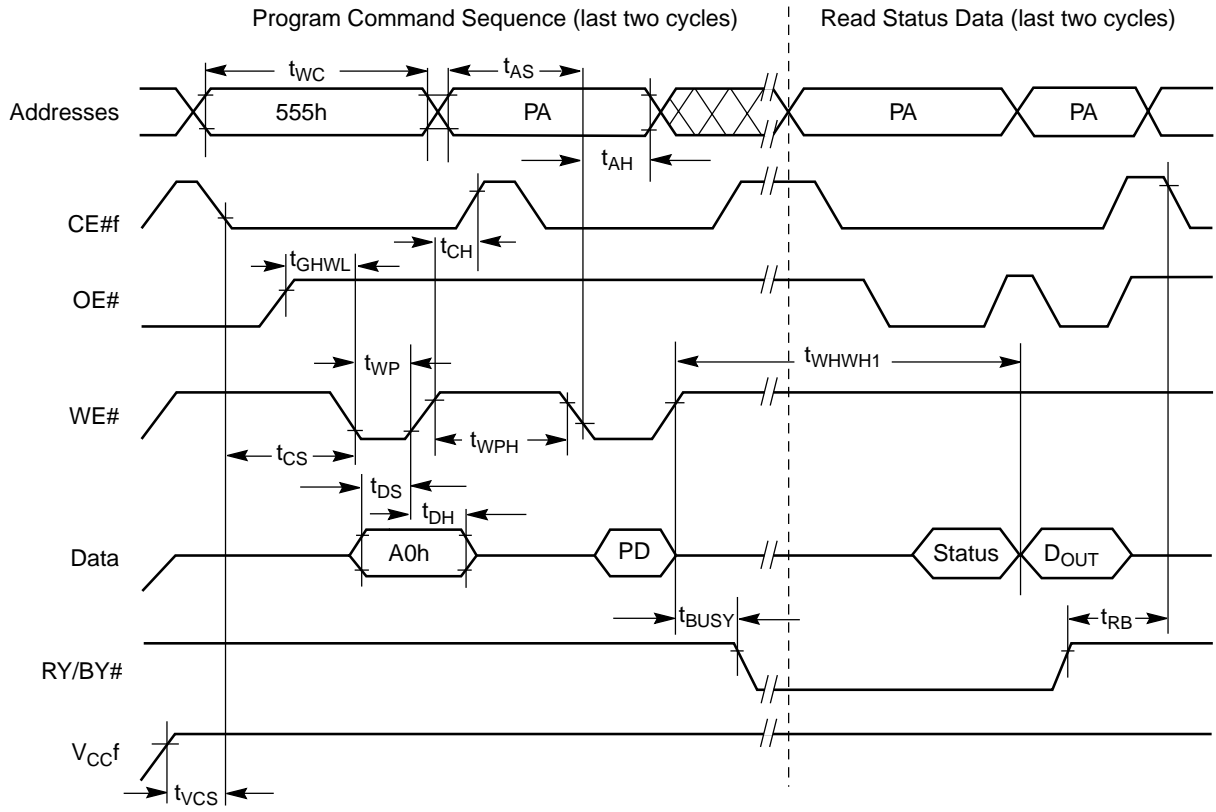 Program Command Sequence (last two cycles) Read Status Data (last two cycles)
tWC tAS
Addresses 555h PA PA PA
tAH
CE#f
tCH
tGHWL
OE#
tWP tWHWH1
WE#
tCS tWPH
tDS
tDH
Data A0h PD Status DOUT
tBUSY tRB
RY/BY#
VCCf
tVCS